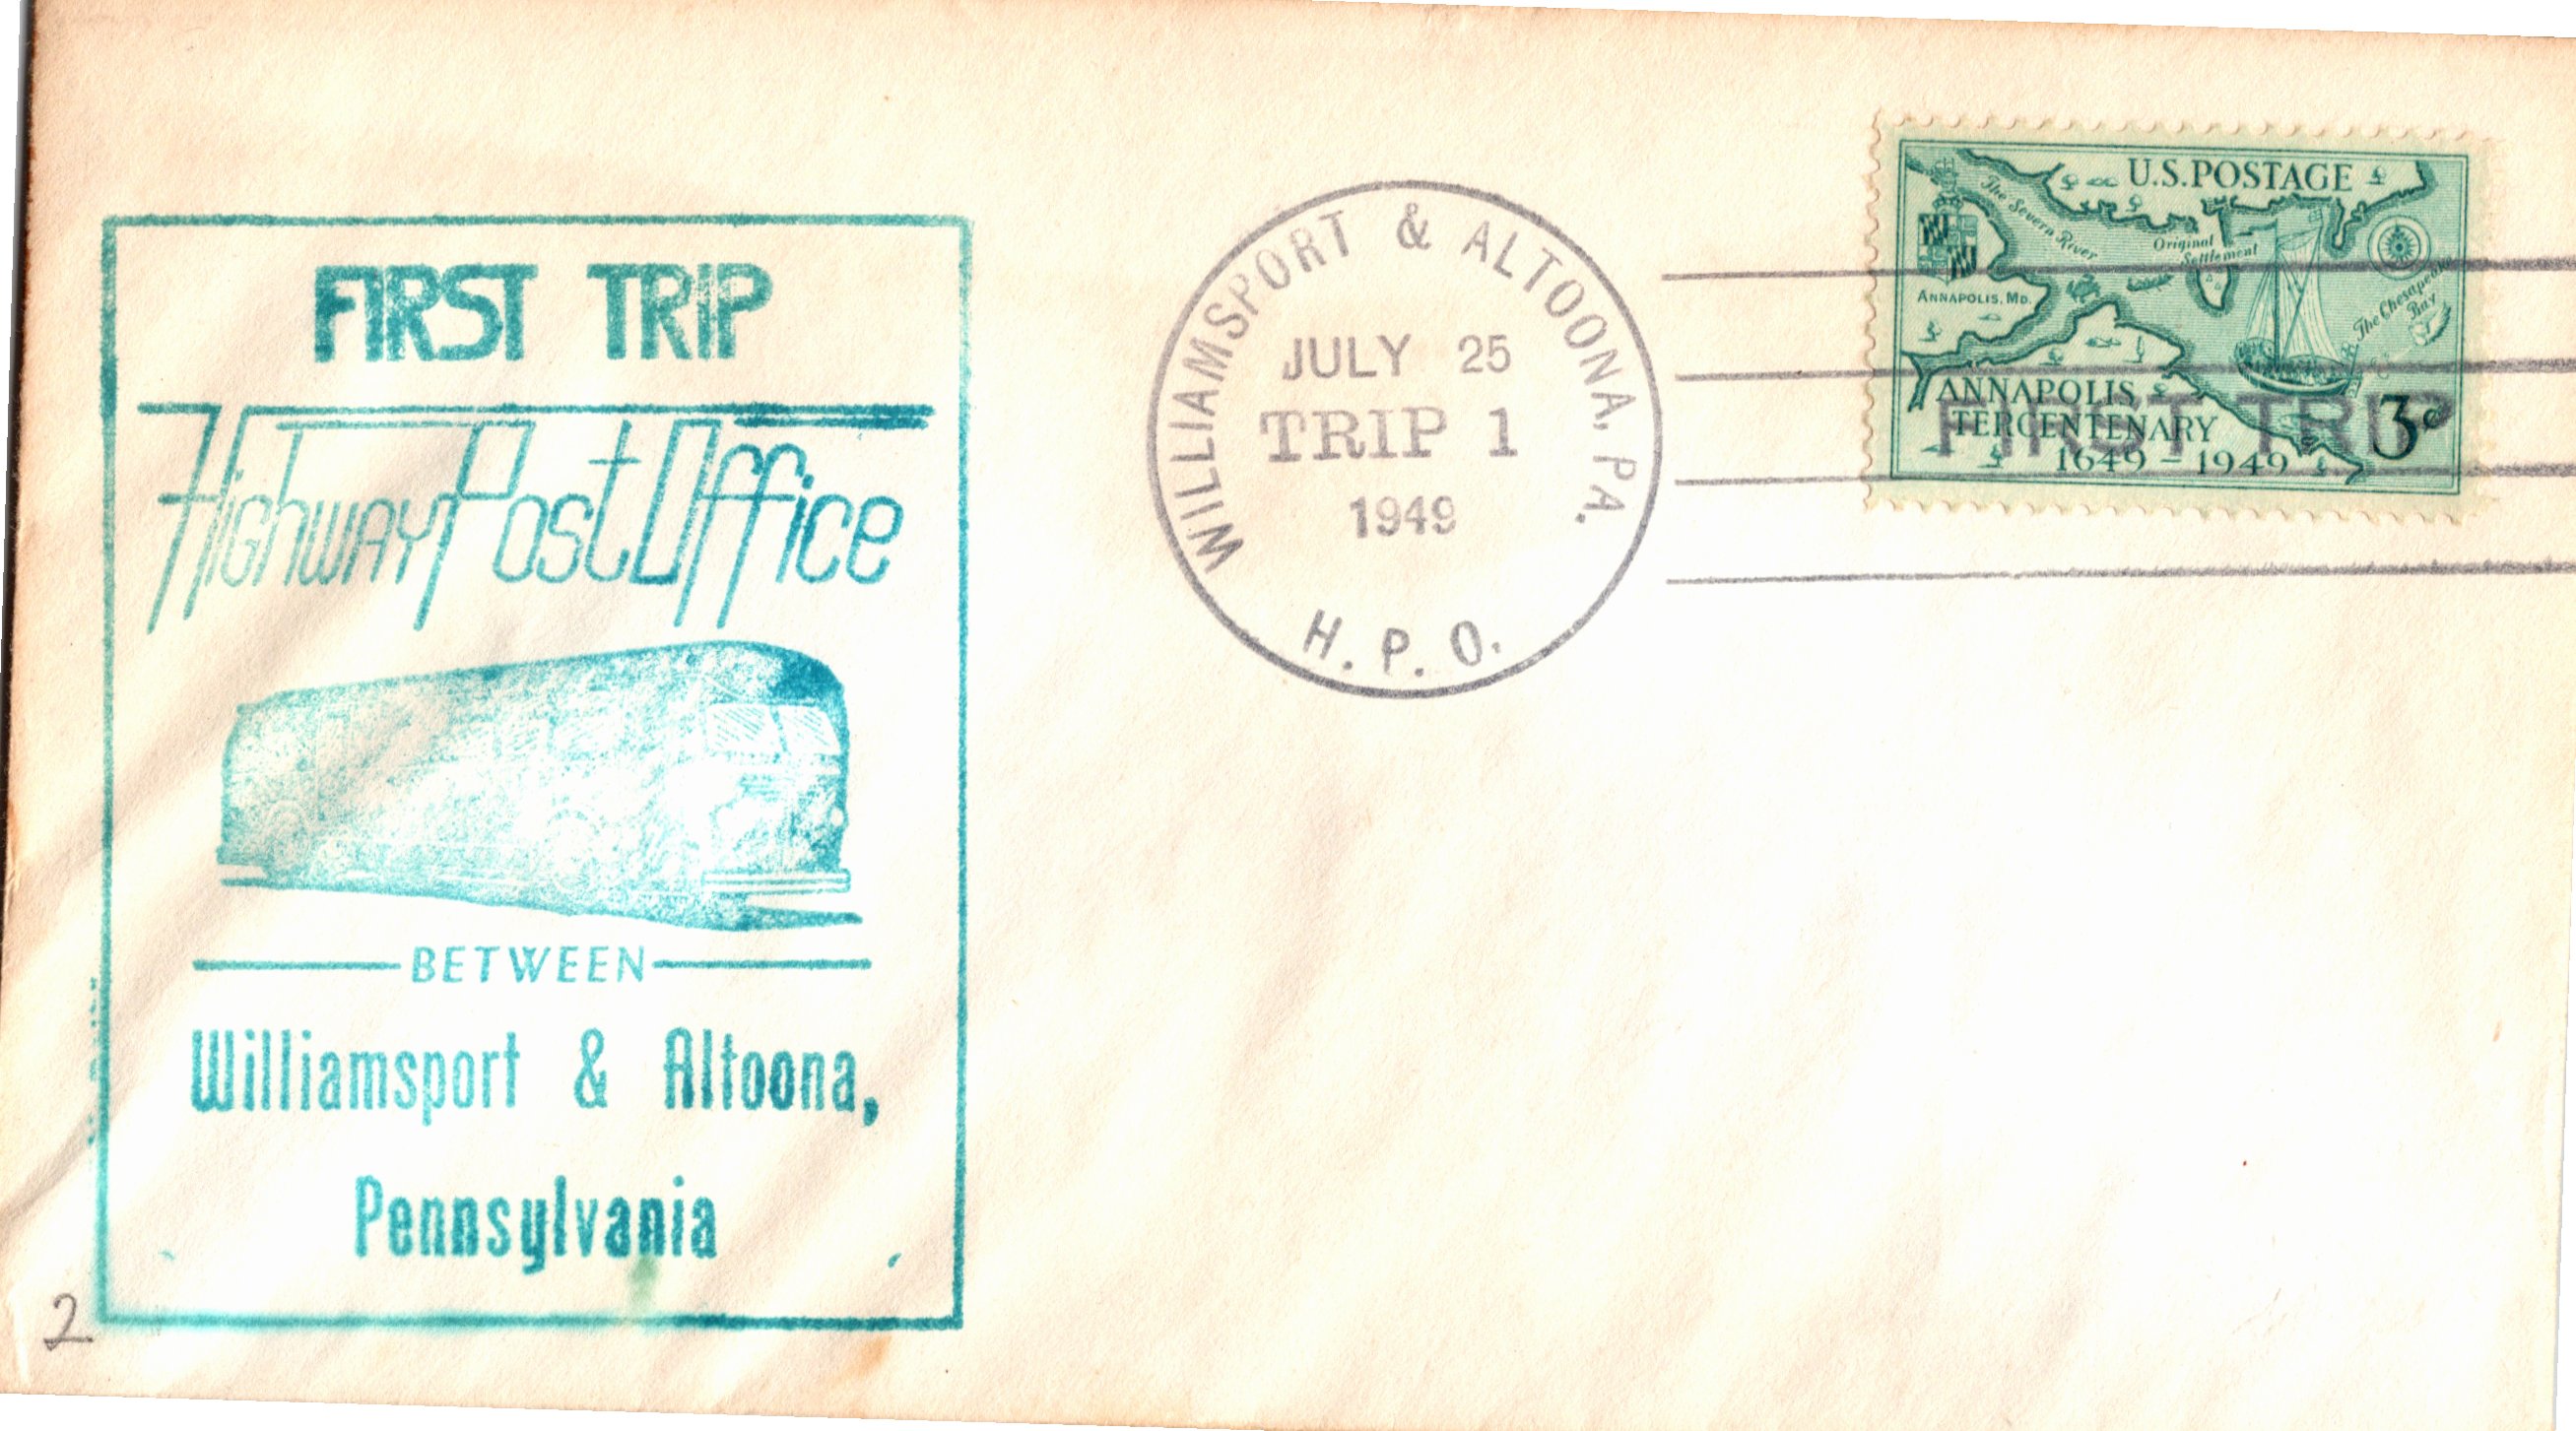 FIRST TRIP
Highway Post Office
BETWEEN
Williamsport & Altoona,
Pennsylvania
2
WILLIAMSPORT & ALTOONA, PA.
JULY 25
TRIP 1
1949
H. P. O.
U.S. POSTAGE
The Severn River
Original
Settlement
ANNAPOLIS, MD.
The Chesapeake
Bay
ANNAPOLIS
TERCENTENARY
1649 – 1949
3¢
FIRST TRIP